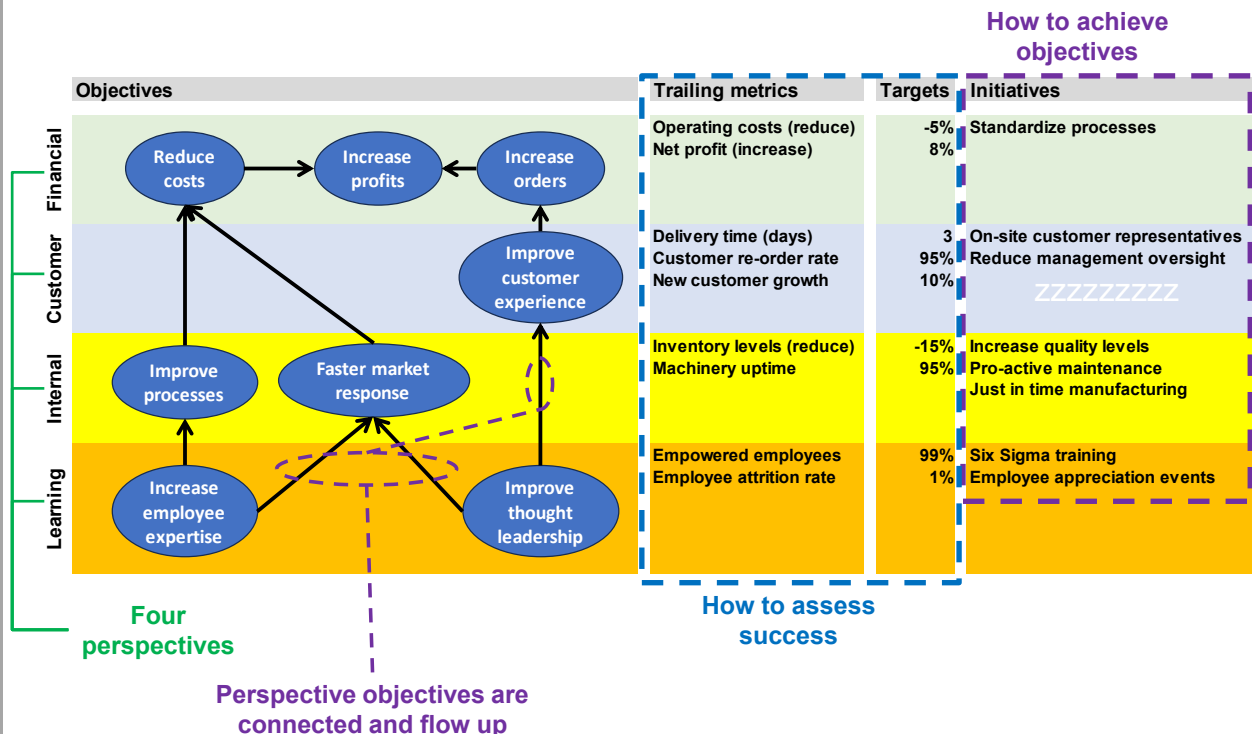 How to achieve
objectives
Objectives
Trailing metrics
Targets
Initiatives
Financial
Reduce
costs
Increase
profits
Increase
orders
Operating costs (reduce)
-5%
Standardize processes
Net profit (increase)
8%
Customer
Improve
customer
experience
Delivery time (days)
3
On-site customer representatives
Customer re-order rate
95%
Reduce management oversight
New customer growth
10%
zzzzzzzzz
Internal
Improve
processes
Faster market
response
Inventory levels (reduce)
-15%
Increase quality levels
Machinery uptime
95%
Pro-active maintenance
Just in time manufacturing
Learning
Increase
employee
expertise
Improve
thought
leadership
Empowered employees
99%
Six Sigma training
Employee attrition rate
1%
Employee appreciation events
Four
perspectives
How to assess
success
Perspective objectives are
connected and flow up